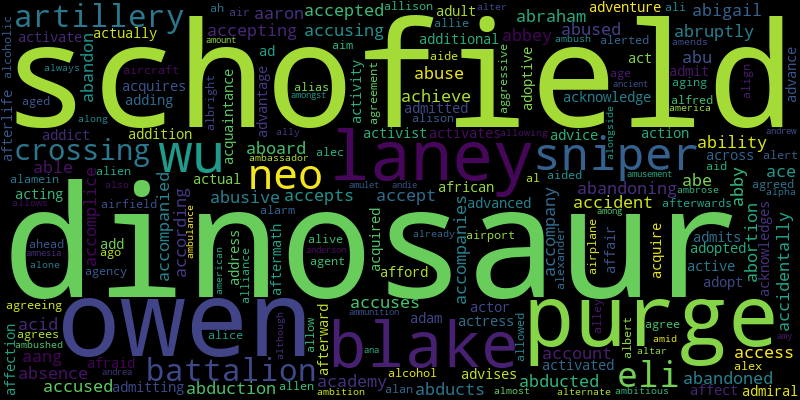 alcoholic
artillery
ah air aaron accepted allison adult adventure ali abigail
allie alter
activate actually accepting accusing additional abraham abruptly
schofield
abandon amount ad aim aide abbey abused alerted abu
always aircraft acquires alias activity abuse aggressive ambush act admit amends advance
afterlife aged adding albright advantage amongst agreement achieve adoptive acknowledge age aging ancient align
along acquaintance admitted alison alfred america
addict addition ally activist activates allowing advice alongside action ability andrew
crossing wu aboard ambassador alec laney sniper across alert
able alien actual neo al aided abandoning abe aid amusement ace
alamein also abusive accepts amulet andie accept african ambrose abby agreed alpha
acting accomplice allows according alarm advanced accident among afterwards
dinosaur
accompanied airfield ambulance accompanies accompany acquire adopted abortion accidentally
ahead add ago american address alliance aftermath alive anderson agent acquired already airport alexander affair airplane admits acknowledges
alone amnesia agency afford active adopt
agreeing owen although allow afterward accuses actor allowed purge
acid agrees alice adam actress ammunition alley albert agree amid amy
affection ambushed blake account altar access
aang afraid ana activated alex
absence battalion academy advises eli abandoned
accused andrea admitting abduction allen ambition alan alcohol abducts almost abducted alternate ambitious affect admiral